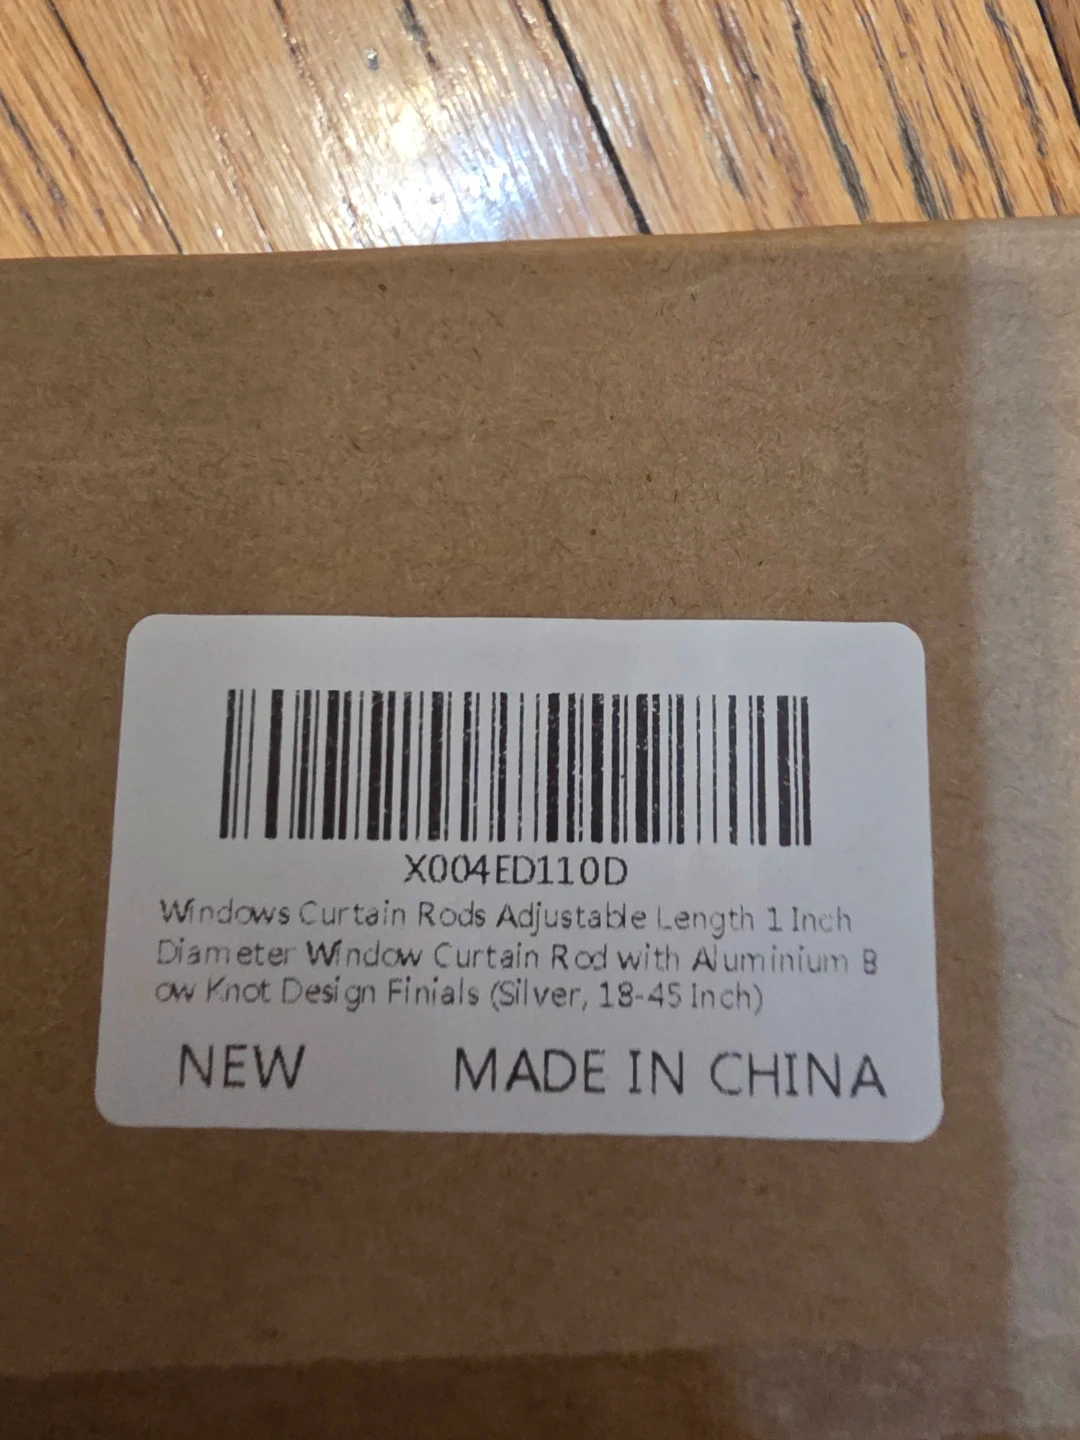 X004ED110D
Windows Curtain Rods Adjustable Length 1 Inch
Diameter Window Curtain Rod with Aluminium B
ow Knot Design Finials (Silver, 18-45 Inch)
NEW MADE IN CHINA